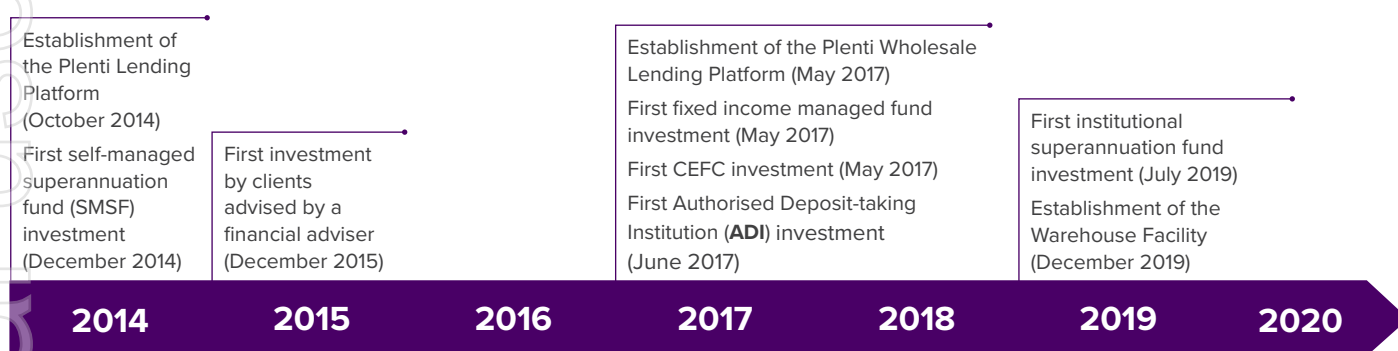 Establishment of
the Plenti Lending
Platform
(October 2014)
First self-managed
superannuation
fund (SMSF)
investment
(December 2014)
First investment
by clients
advised by a
financial adviser
(December 2015)
Establishment of the Plenti Wholesale
Lending Platform (May 2017)
First fixed income managed fund
investment (May 2017)
First CEFC investment (May 2017)
First Authorised Deposit-taking
Institution (ADI) investment
(June 2017)
First institutional
superannuation fund
investment (July 2019)
Establishment of the
Warehouse Facility
(December 2019)
2014 2015 2016 2017 2018 2019 2020